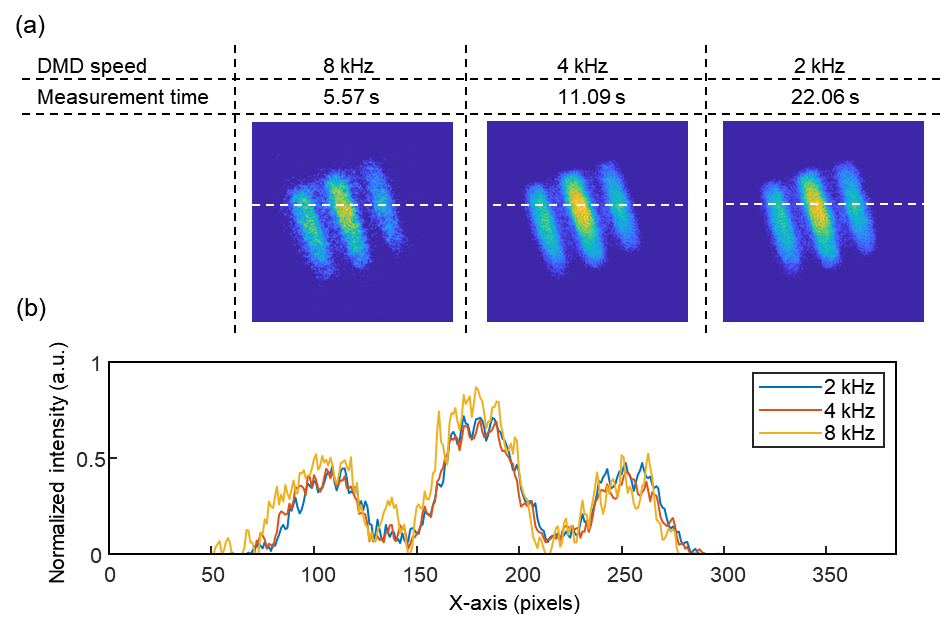 (a)
DMD speed 8 kHz 4 kHz 2 kHz
Measurement time 5.57 s 11.09 s 22.06 s
(b)
Normalized intensity (a.u.)
1
0.5
0
2 kHz
4 kHz
8 kHz
0 50 100 150 200 250 300 350
X-axis (pixels)